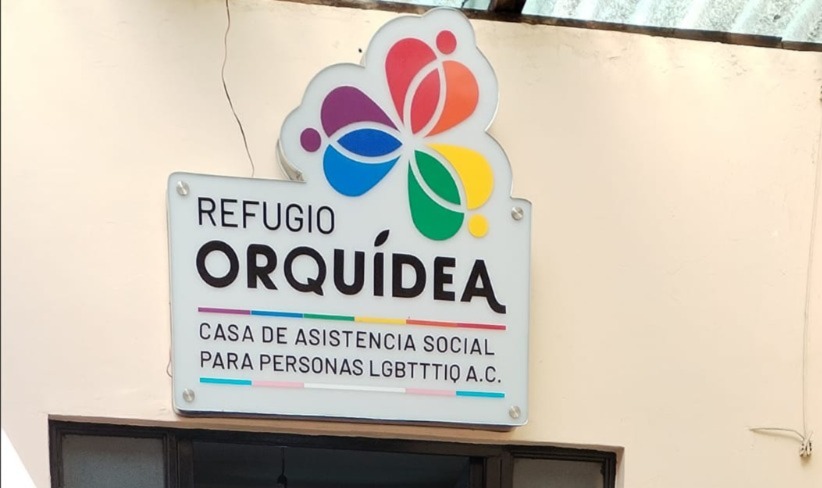 REFUGIO
ORQUÍDEA
CASA DE ASISTENCIA SOCIAL
PARA PERSONAS LGBTTTIQ A.C.